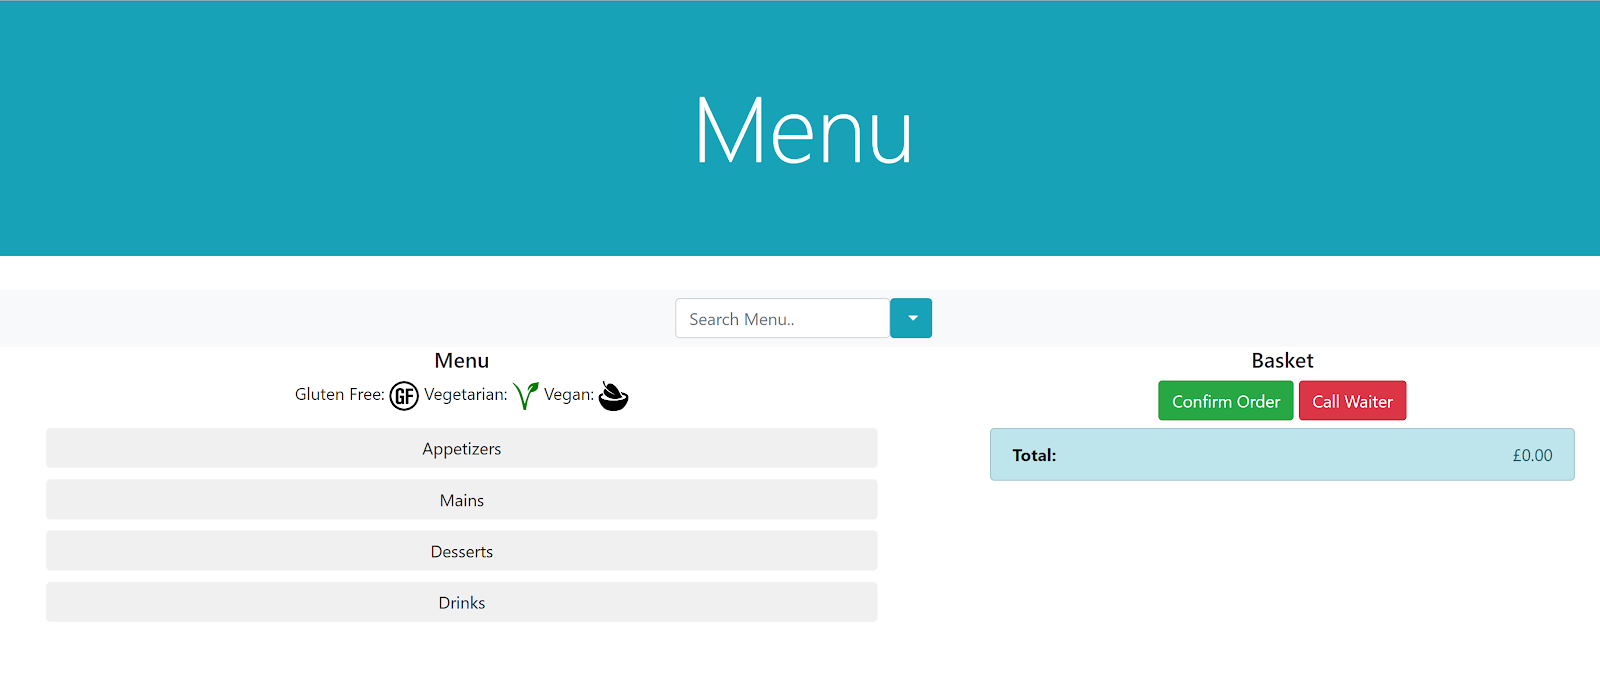 Menu
Search Menu..
Menu
Gluten Free: GF Vegetarian: Vegan:
Appetizers
Mains
Desserts
Drinks
Basket
Confirm Order Call Waiter
Total: £0.00